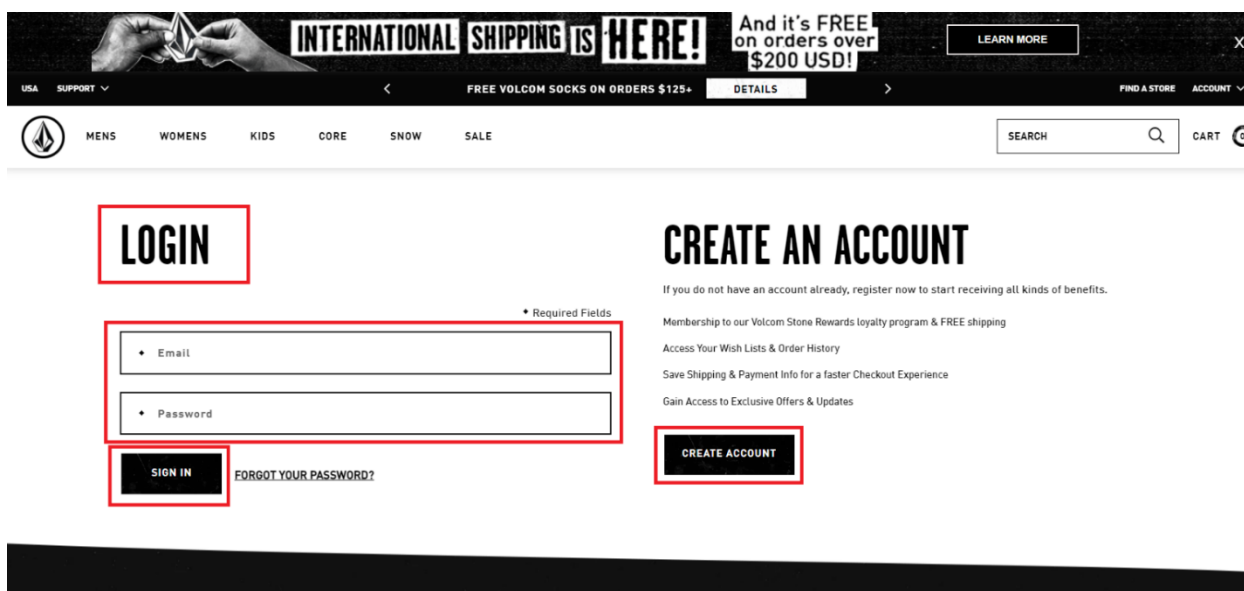 INTERNATIONAL SHIPPING IS HERE!
And it's FREE
on orders over
$200 USD!
LEARN MORE
X
USA SUPPORT
FREE VOLCOM SOCKS ON ORDERS $125+ DETAILS
FIND A STORE ACCOUNT
MENS WOMENS KIDS CORE SNOW SALE
SEARCH
CART 0
LOGIN
Required Fields
Email
Password
SIGN IN
FORGOT YOUR PASSWORD?
CREATE AN ACCOUNT
If you do not have an account already, register now to start receiving all kinds of benefits.
Membership to our Volcom Stone Rewards loyalty program & FREE shipping
Access Your Wish Lists & Order History
Save Shipping & Payment Info for a faster Checkout Experience
Gain Access to Exclusive Offers & Updates
CREATE ACCOUNT